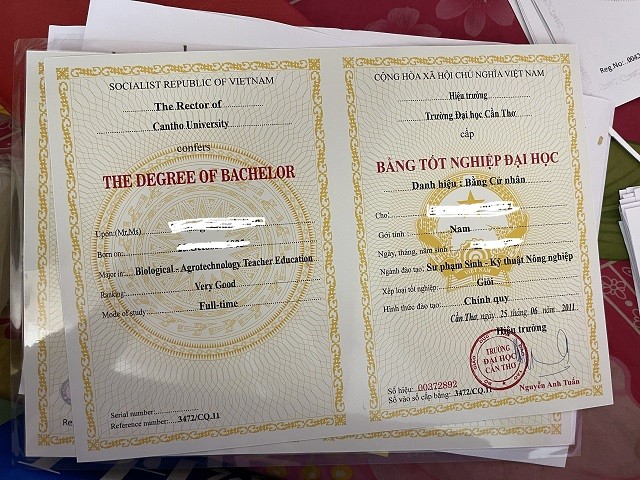 SOCIALIST REPUBLIC OF VIETNAM
The Rector of
Cantho University
confers
THE DEGREE OF BACHELOR
Upon: (Mr,Ms)
Born on:
Major in: Biological - Agrotechnology Teacher Education
Ranking: Very Good
Mode of study: Full-time
Serial number:
Reference number: 3472/CQ.11
CỘNG HÒA XÃ HỘI CHỦ NGHĨA VIỆT NAM
Hiệu trưởng
Trường Đại học Cần Thơ
cấp
BẰNG TỐT NGHIỆP ĐẠI HỌC
Danh hiệu : Bằng Cử nhân
Cho:
Giới tính : Nam
Ngày, tháng, năm sinh
Ngành đào tạo: Sư phạm Sinh - Kỹ thuật Nông nghiệp
Xếp loại tốt nghiệp: Giỏi
Hình thức đào tạo: Chính quy
Cần Thơ, ngày 25 tháng 06 năm 2011
Hiệu trưởng
TRƯỜNG
ĐẠI HỌC
CẦN THƠ
Nguyễn Anh Tuấn
Số hiệu: 00372892
Số vào sổ cấp bằng: 3472/CQ.11
Reg.No: